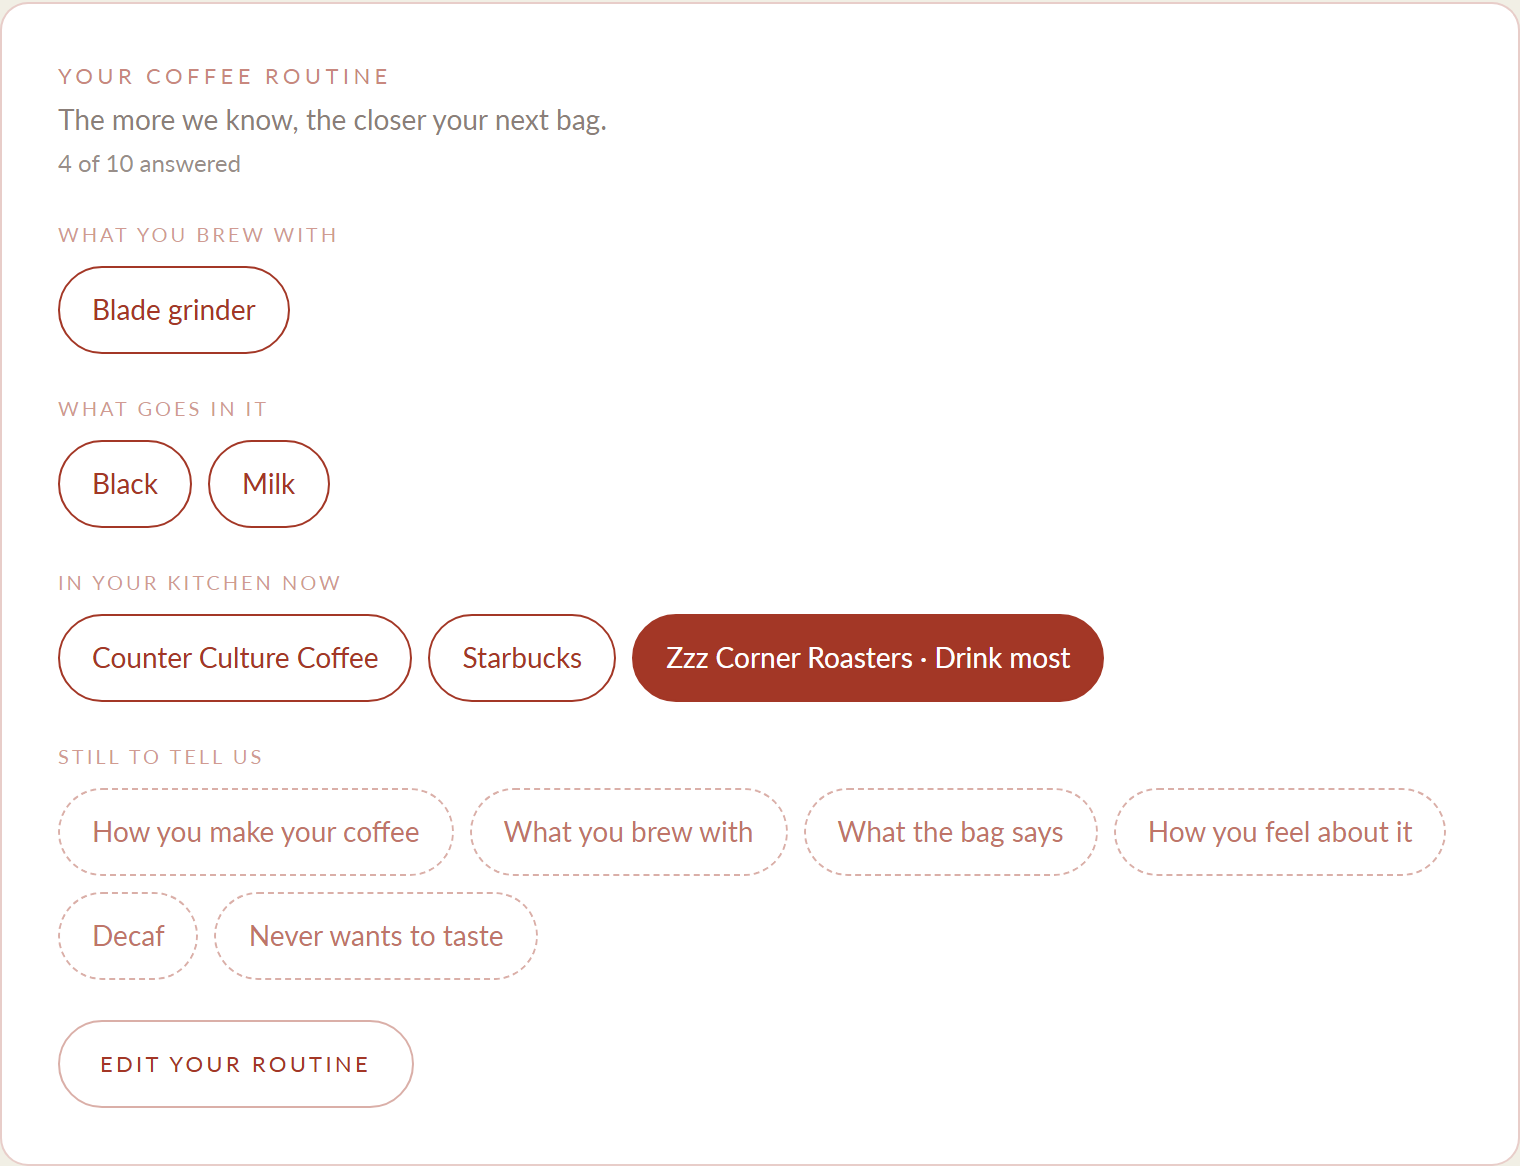 YOUR COFFEE ROUTINE
The more we know, the closer your next bag.
4 of 10 answered
WHAT YOU BREW WITH
Blade grinder
WHAT GOES IN IT
Black Milk
IN YOUR KITCHEN NOW
Counter Culture Coffee Starbucks Zzz Corner Roasters · Drink most
STILL TO TELL US
How you make your coffee What you brew with What the bag says How you feel about it
Decaf Never wants to taste
EDIT YOUR ROUTINE